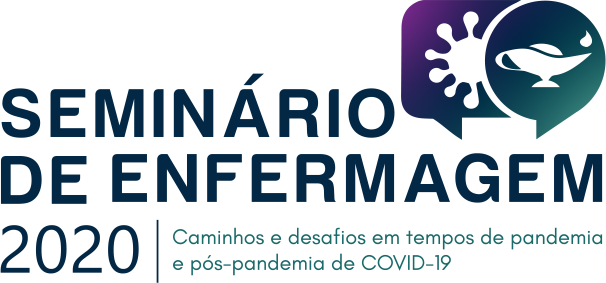 SEMINÁRIO
DE ENFERMAGEM
2020
Caminhos e desafios em tempos de pandemia
e pós-pandemia de COVID-19